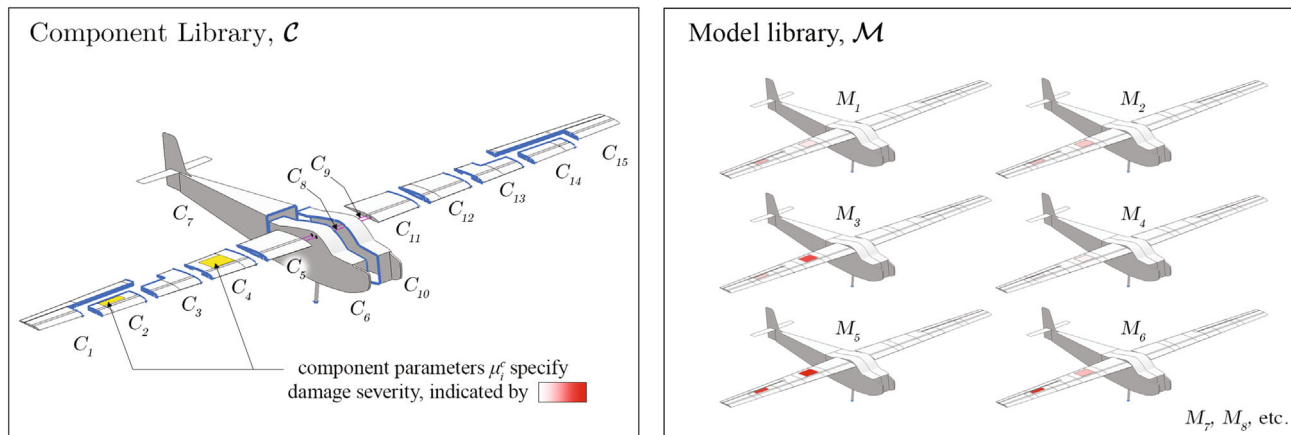 Component Library, 𝓒
C₁
C₂
C₃
C₄
C₅
C₆
C₇
C₈
C₉
C₁₀
C₁₁
C₁₂
C₁₃
C₁₄
C₁₅
component parameters μᵢᶜ specify
damage severity, indicated by
Model library, 𝓜
M₁
M₂
M₃
M₄
M₅
M₆
M₇, M₈, etc.